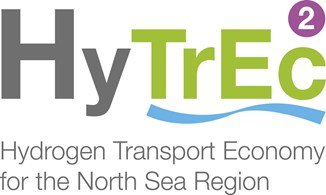 HyTrEc 2
Hydrogen Transport Economy
for the North Sea Region